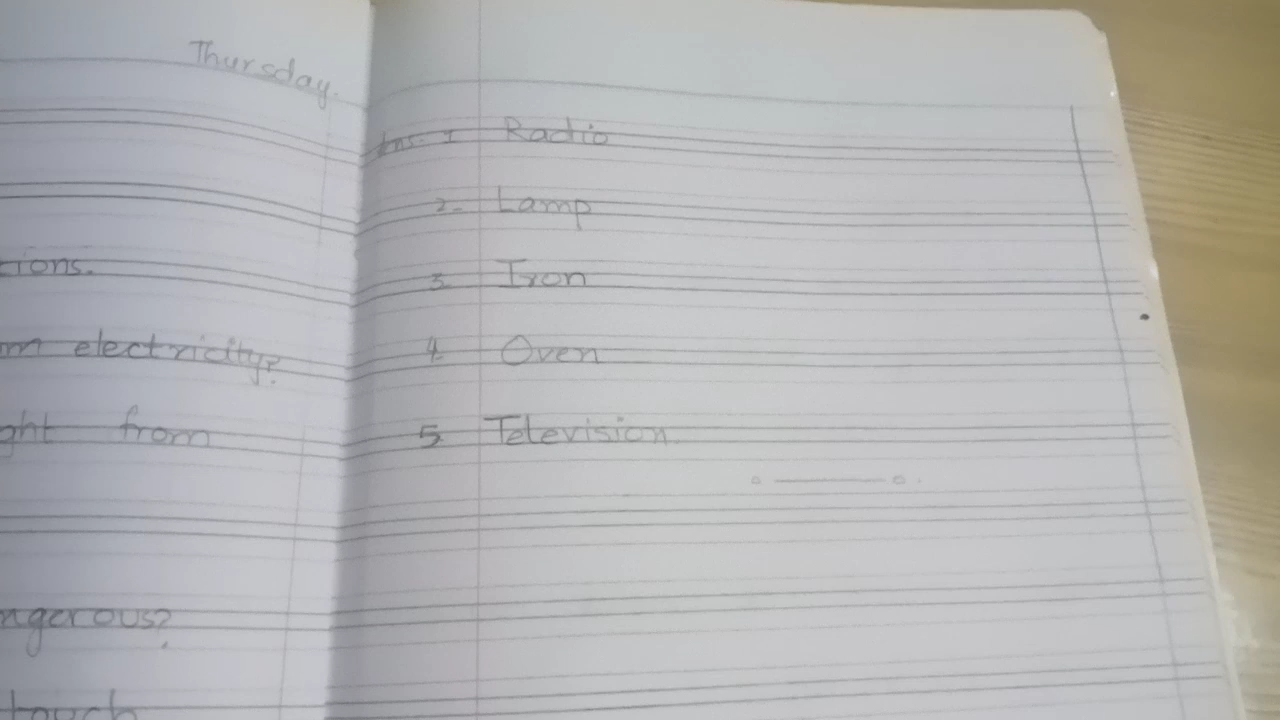 Thursday.
tions.
m electricity?
ght from
ngerous?
touch
Ans. 1 Radio
2. Lamp
3 Iron
4. Oven
5 Television.